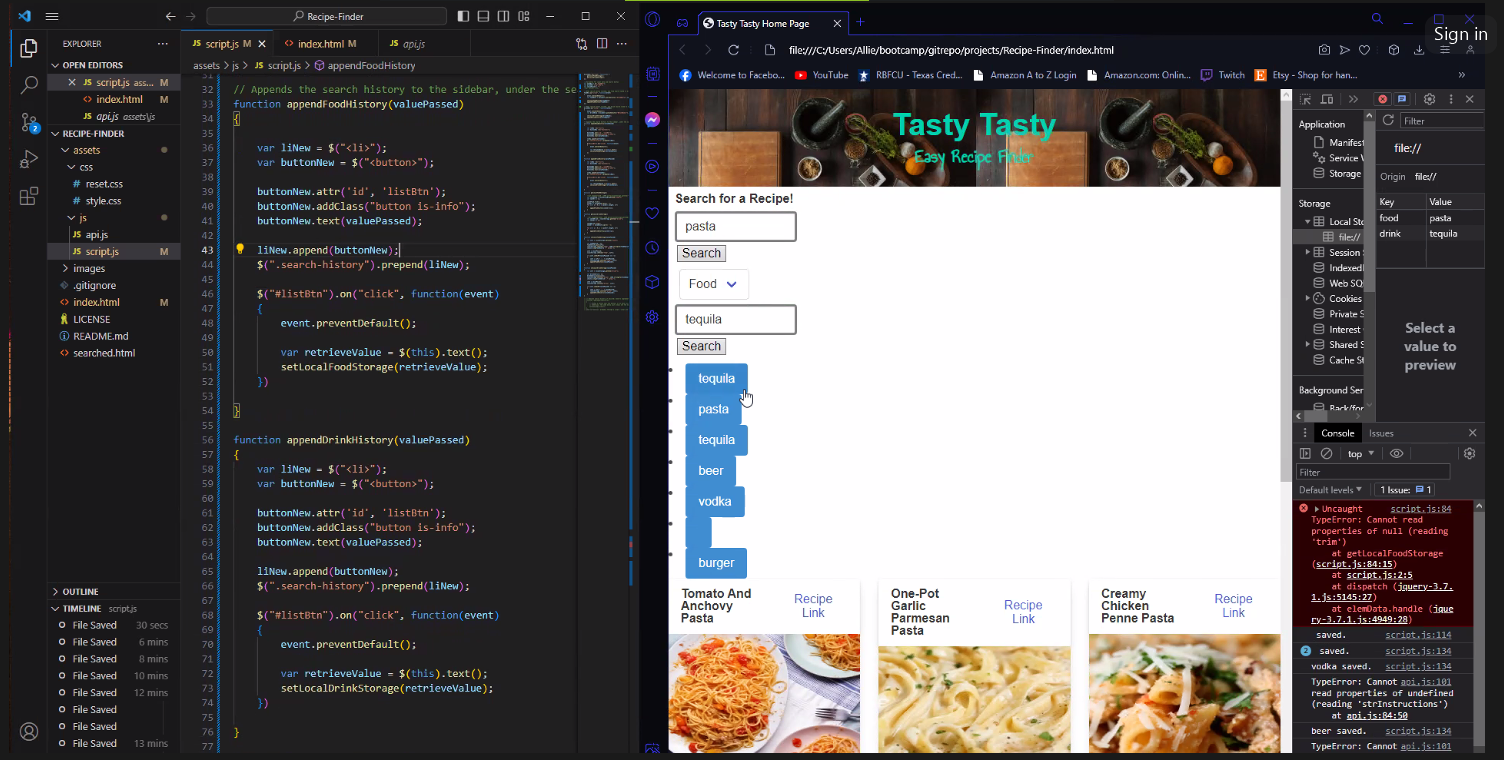 Recipe-Finder
EXPLORER
OPEN EDITORS
script.js assets...
index.html M
api.js assets\js
RECIPE-FINDER
assets
css
reset.css
style.css
js
api.js
script.js M
images
.gitignore
index.html M
LICENSE
README.md
searched.html
2
OUTLINE
TIMELINE script.js
File Saved 30 secs
File Saved 6 mins
File Saved 8 mins
File Saved 10 mins
File Saved 12 mins
File Saved
File Saved
File Saved 13 mins
script.js M
index.html M
api.js
assets > js > script.js > appendFoodHistory
31
32 // Appends the search history to the sidebar, under the se
33 function appendFoodHistory(valuePassed)
34 {
35
36 var liNew = $("<li>");
37 var buttonNew = $("<button>");
38
39 buttonNew.attr('id', 'listBtn');
40 buttonNew.addClass("button is-info");
41 buttonNew.text(valuePassed);
42
43 liNew.append(buttonNew);
44 $(".search-history").prepend(liNew);
45
46 $("#listBtn").on("click", function(event)
47 {
48 event.preventDefault();
49
50 var retrieveValue = $(this).text();
51 setLocalFoodStorage(retrieveValue);
52 })
53
54 }
55
56 function appendDrinkHistory(valuePassed)
57 {
58 var liNew = $("<li>");
59 var buttonNew = $("<button>");
60
61 buttonNew.attr('id', 'listBtn');
62 buttonNew.addClass("button is-info");
63 buttonNew.text(valuePassed);
64
65 liNew.append(buttonNew);
66 $(".search-history").prepend(liNew);
67
68 $("#listBtn").on("click", function(event)
69 {
70 event.preventDefault();
71
72 var retrieveValue = $(this).text();
73 setLocalDrinkStorage(retrieveValue);
74 })
75
76 }
77
Tasty Tasty Home Page
Sign in
file:///C:/Users/Allie/bootcamp/gitrepo/projects/Recipe-Finder/index.html
Welcome to Faceboo...
YouTube
RBFCU - Texas Cred...
Amazon A to Z Login
Amazon.com: Onlin...
Twitch
Etsy - Shop for han...
Tasty Tasty
Easy Recipe Finder
Search for a Recipe!
pasta
Search
Food
tequila
Search
tequila
pasta
tequila
beer
vodka
burger
Tomato And Anchovy Pasta
Recipe Link
One-Pot Garlic Parmesan Pasta
Recipe Link
Creamy Chicken Penne Pasta
Recipe Link
Application
Manifest
Service W
Storage
Storage
Local Sto
file://
Session S
IndexedD
Web SQL
Cookies
Private S
Interest
Shared S
Cache St
Background Ser
Back/for
Filter
file://
Origin file://
Key Value
food pasta
drink tequila
Select a
value to
preview
Console
Issues
top
Filter
Default levels
1 Issue: 1
Uncaught script.js:84
TypeError: Cannot read
properties of null (reading
'trim')
at getLocalFoodStorage
(script.js:84:15)
at script.js:2:5
at dispatch (jquery-3.7.
1.js:5145:27)
at elemData.handle (jque
ry-3.7.1.js:4949:28)
saved. script.js:114
2 saved. script.js:134
vodka saved. script.js:134
TypeError: Cannot api.js:101
read properties of undefined
(reading 'strInstructions')
at api.js:84:50
beer saved. script.js:134
TypeError: Cannot api.js:101